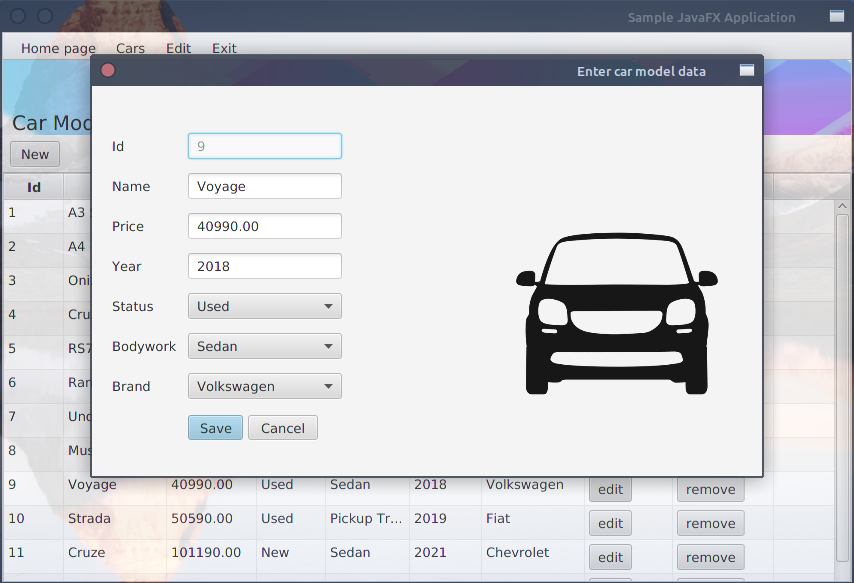 Sample JavaFX Application
Home page Cars Edit Exit
Enter car model data
Car Mod
New
Id
Id 9
Name Voyage
Price 40990.00
Year 2018
Status Used
Bodywork Sedan
Brand Volkswagen
Save Cancel
1 A3
2 A4
3 Oni
4 Cru
5 RS7
6 Ran
7 Und
8 Mus
9 Voyage 40990.00 Used Sedan 2018 Volkswagen edit remove
10 Strada 50590.00 Used Pickup Tr... 2019 Fiat edit remove
11 Cruze 101190.00 New Sedan 2021 Chevrolet edit remove